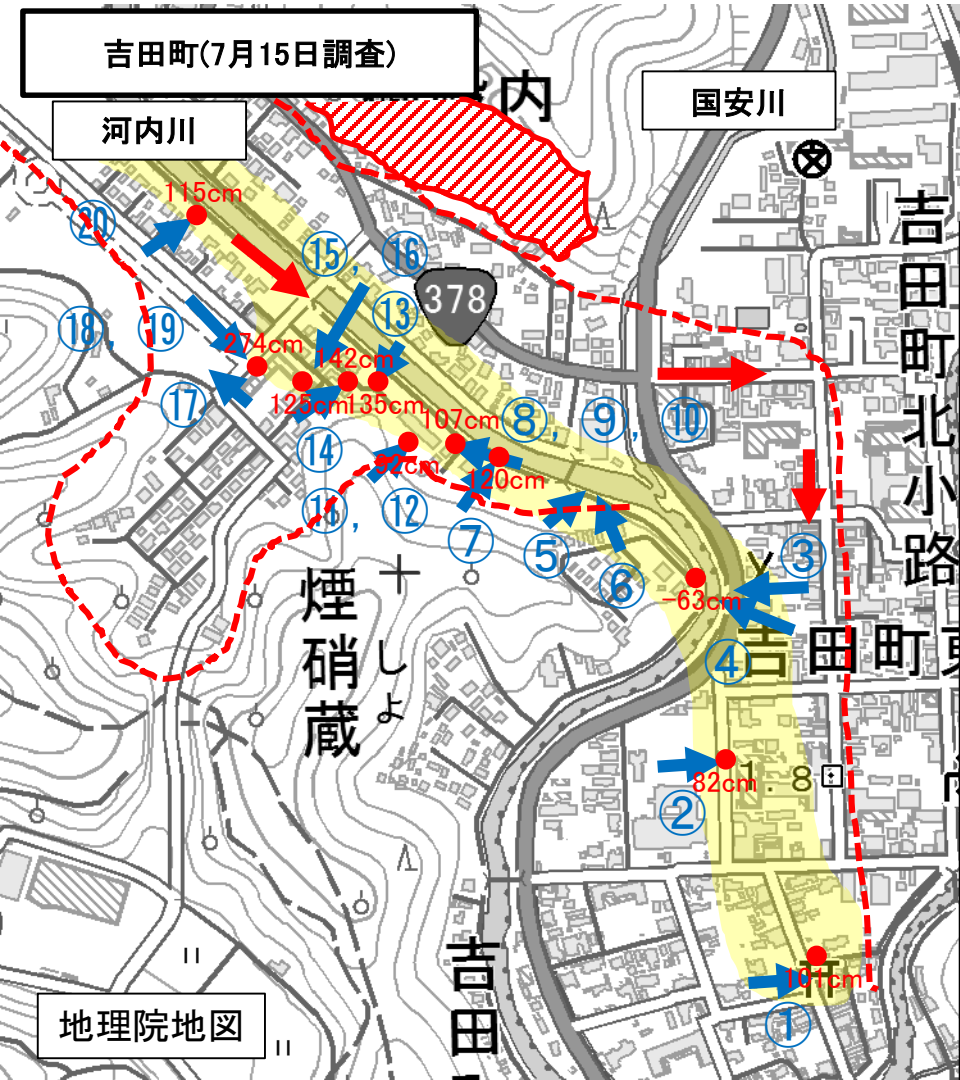 吉田町(7月15日調査)
内
河内川
国安川
115cm
⑳
⑮, ⑯
378
⑬
⑱, ⑲
274cm
142cm
⑰
125cm
135cm
107cm
⑧, ⑨, ⑩
⑭
92cm
120cm
⑪, ⑫
⑦
⑤
⑥
③
-63cm
④
吉田町北小路
吉田町東
煙硝蔵
しょ
1.8
82cm
②
101cm
①
吉田
地理院地図